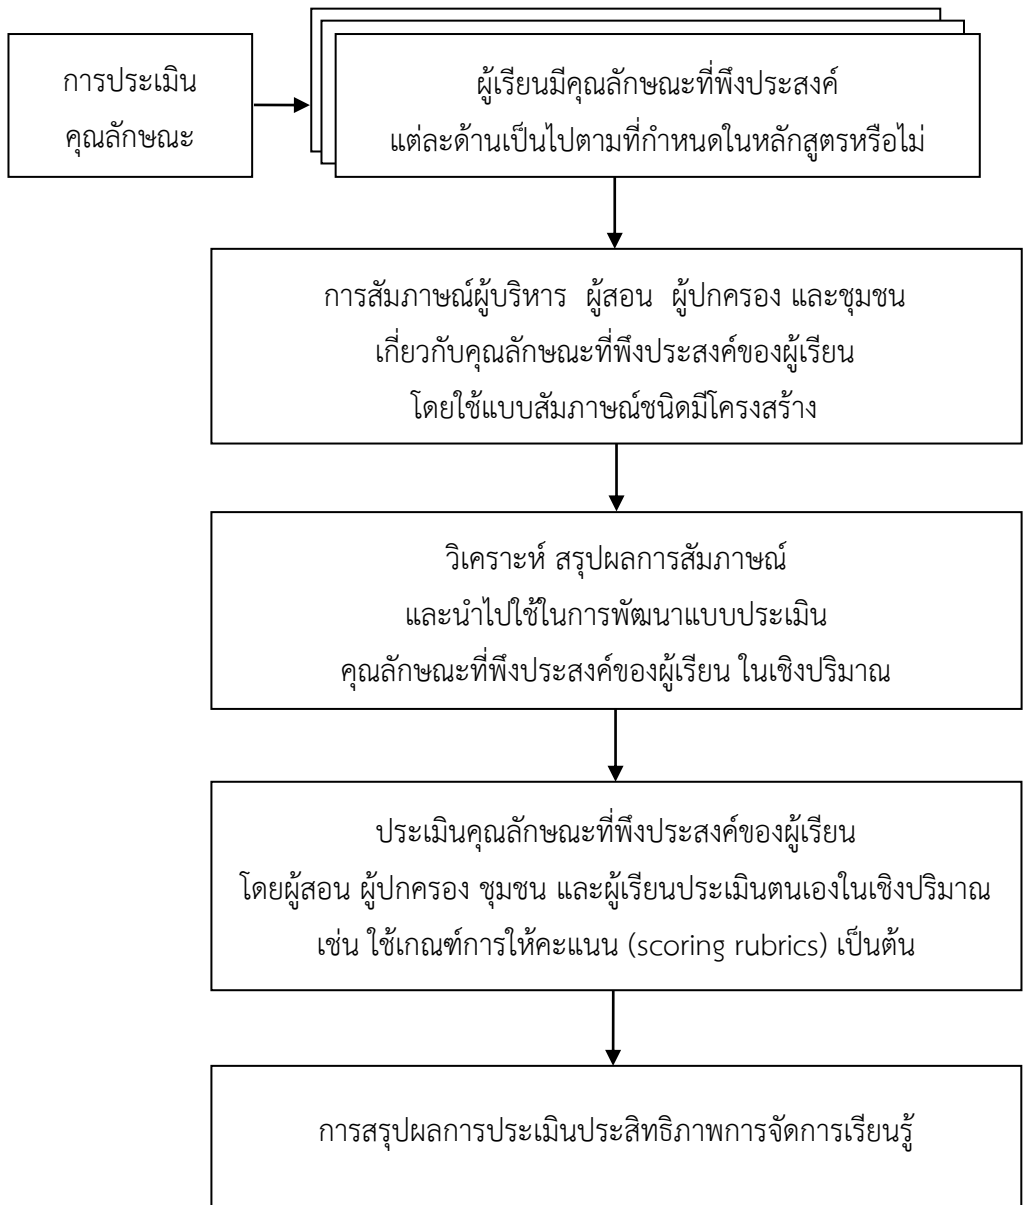 การประเมิน
คุณลักษณะ
ผู้เรียนมีคุณลักษณะที่พึงประสงค์
แต่ละด้านเป็นไปตามที่กำหนดในหลักสูตรหรือไม่
การสัมภาษณ์ผู้บริหาร ผู้สอน ผู้ปกครอง และชุมชน
เกี่ยวกับคุณลักษณะที่พึงประสงค์ของผู้เรียน
โดยใช้แบบสัมภาษณ์ชนิดมีโครงสร้าง
วิเคราะห์ สรุปผลการสัมภาษณ์
และนำไปใช้ในการพัฒนาแบบประเมิน
คุณลักษณะที่พึงประสงค์ของผู้เรียน ในเชิงปริมาณ
ประเมินคุณลักษณะที่พึงประสงค์ของผู้เรียน
โดยผู้สอน ผู้ปกครอง ชุมชน และผู้เรียนประเมินตนเองในเชิงปริมาณ
เช่น ใช้เกณฑ์การให้คะแนน (scoring rubrics) เป็นต้น
การสรุปผลการประเมินประสิทธิภาพการจัดการเรียนรู้